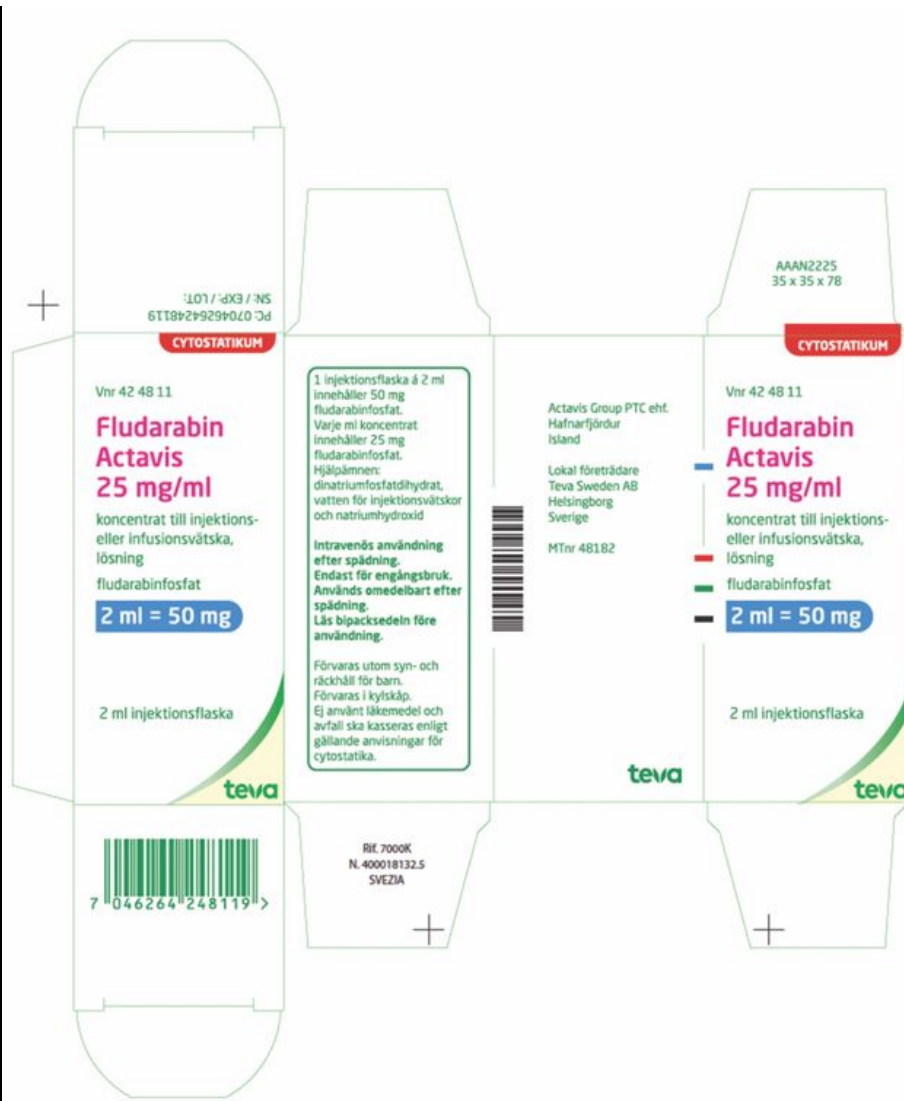 SN: / EXP: / LOT:
PC: 07046264248119
CYTOSTATIKUM
Vnr 42 48 11
Fludarabin
Actavis
25 mg/ml
koncentrat till injektions-
eller infusionsvätska,
lösning
fludarabinfosfat
2 ml = 50 mg
2 ml injektionsflaska
teva
7 046264 248119 >
1 injektionsflaska á 2 ml
innehåller 50 mg
fludarabinfosfat.
Varje ml koncentrat
innehåller 25 mg
fludarabinfosfat.
Hjälpämnen:
dinatriumfosfatdihydrat,
vatten för injektionsvätskor
och natriumhydroxid
Intravenös användning
efter spädning.
Endast för engångsbruk.
Används omedelbart efter
spädning.
Läs bipacksedeln före
användning.
Förvaras utom syn- och
räckhåll för barn.
Förvaras i kylskåp.
Ej använt läkemedel och
avfall ska kasseras enligt
gällande anvisningar för
cytostatika.
Rif. 7000K
N. 400018132.5
SVEZIA
Actavis Group PTC ehf.
Hafnarfjördur
Island
Lokal företrädare
Teva Sweden AB
Helsingborg
Sverige
MTnr 48182
teva
AAAN2225
35 x 35 x 78
CYTOSTATIKUM
Vnr 42 48 11
Fludarabin
Actavis
25 mg/ml
koncentrat till injektions-
eller infusionsvätska,
lösning
fludarabinfosfat
2 ml = 50 mg
2 ml injektionsflaska
teva